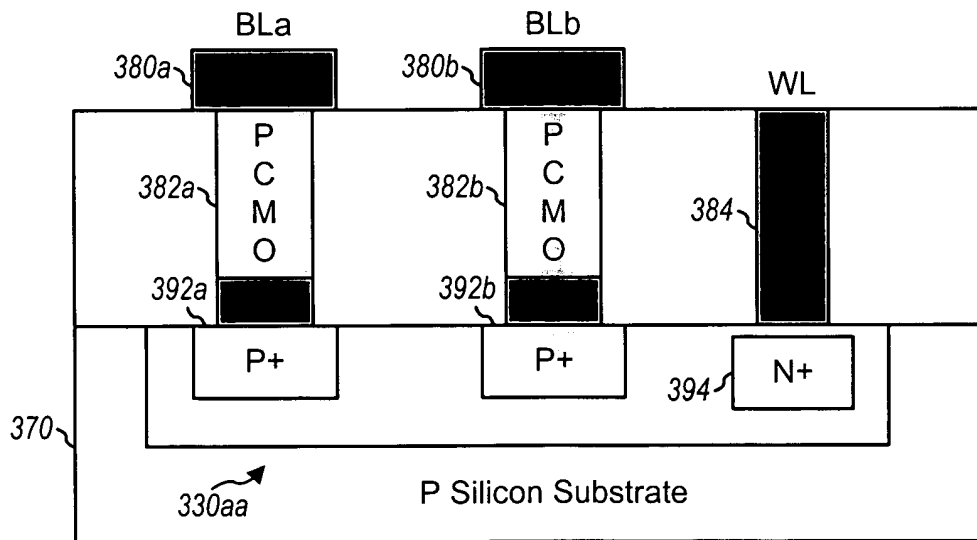 BLa
BLb
380a
380b
WL
P
C
M
O
P
C
M
O
382a
382b
384
392a
392b
P+
P+
N+
394
370
330aa
P Silicon Substrate